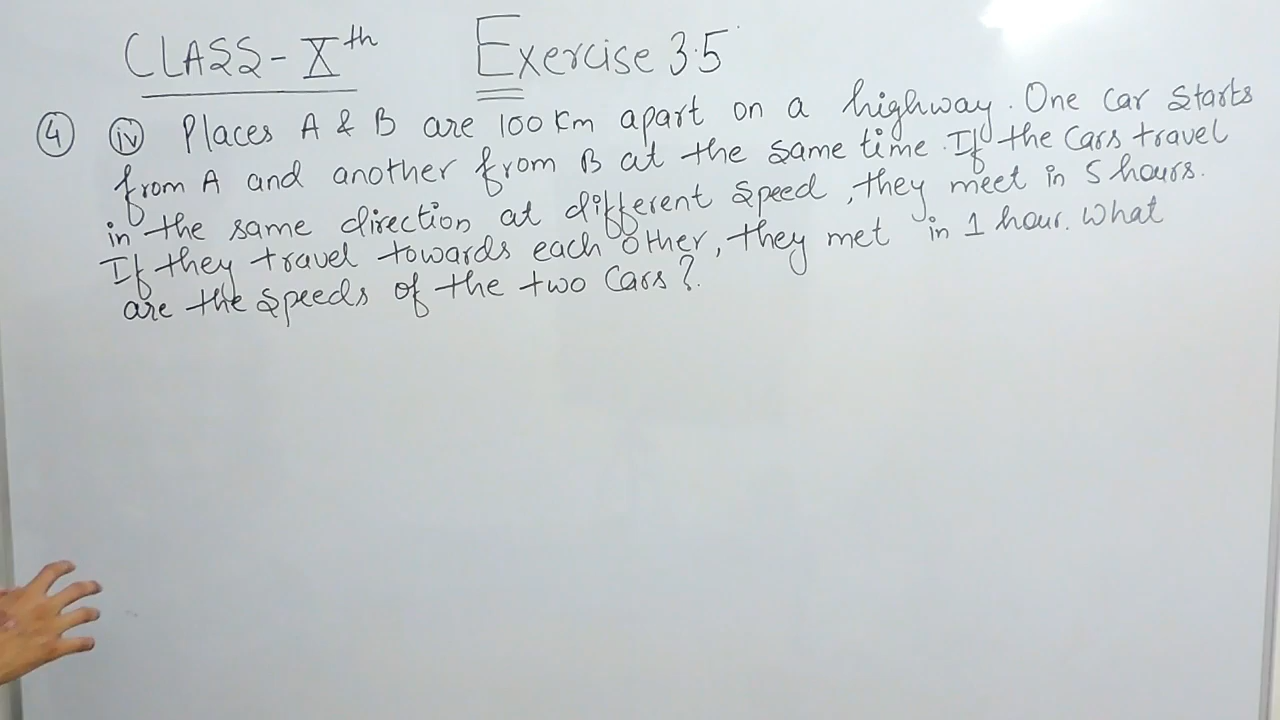 CLASS-Xth Exercise 3.5
4 iv Places A & B are 100 Km apart on a highway. One Car Starts
from A and another from B at the same time. If the Cars travel
in the same direction at different speed, they meet in 5 hours.
If they travel towards each other, they met in 1 hour. What
are the speeds of the two Cars?